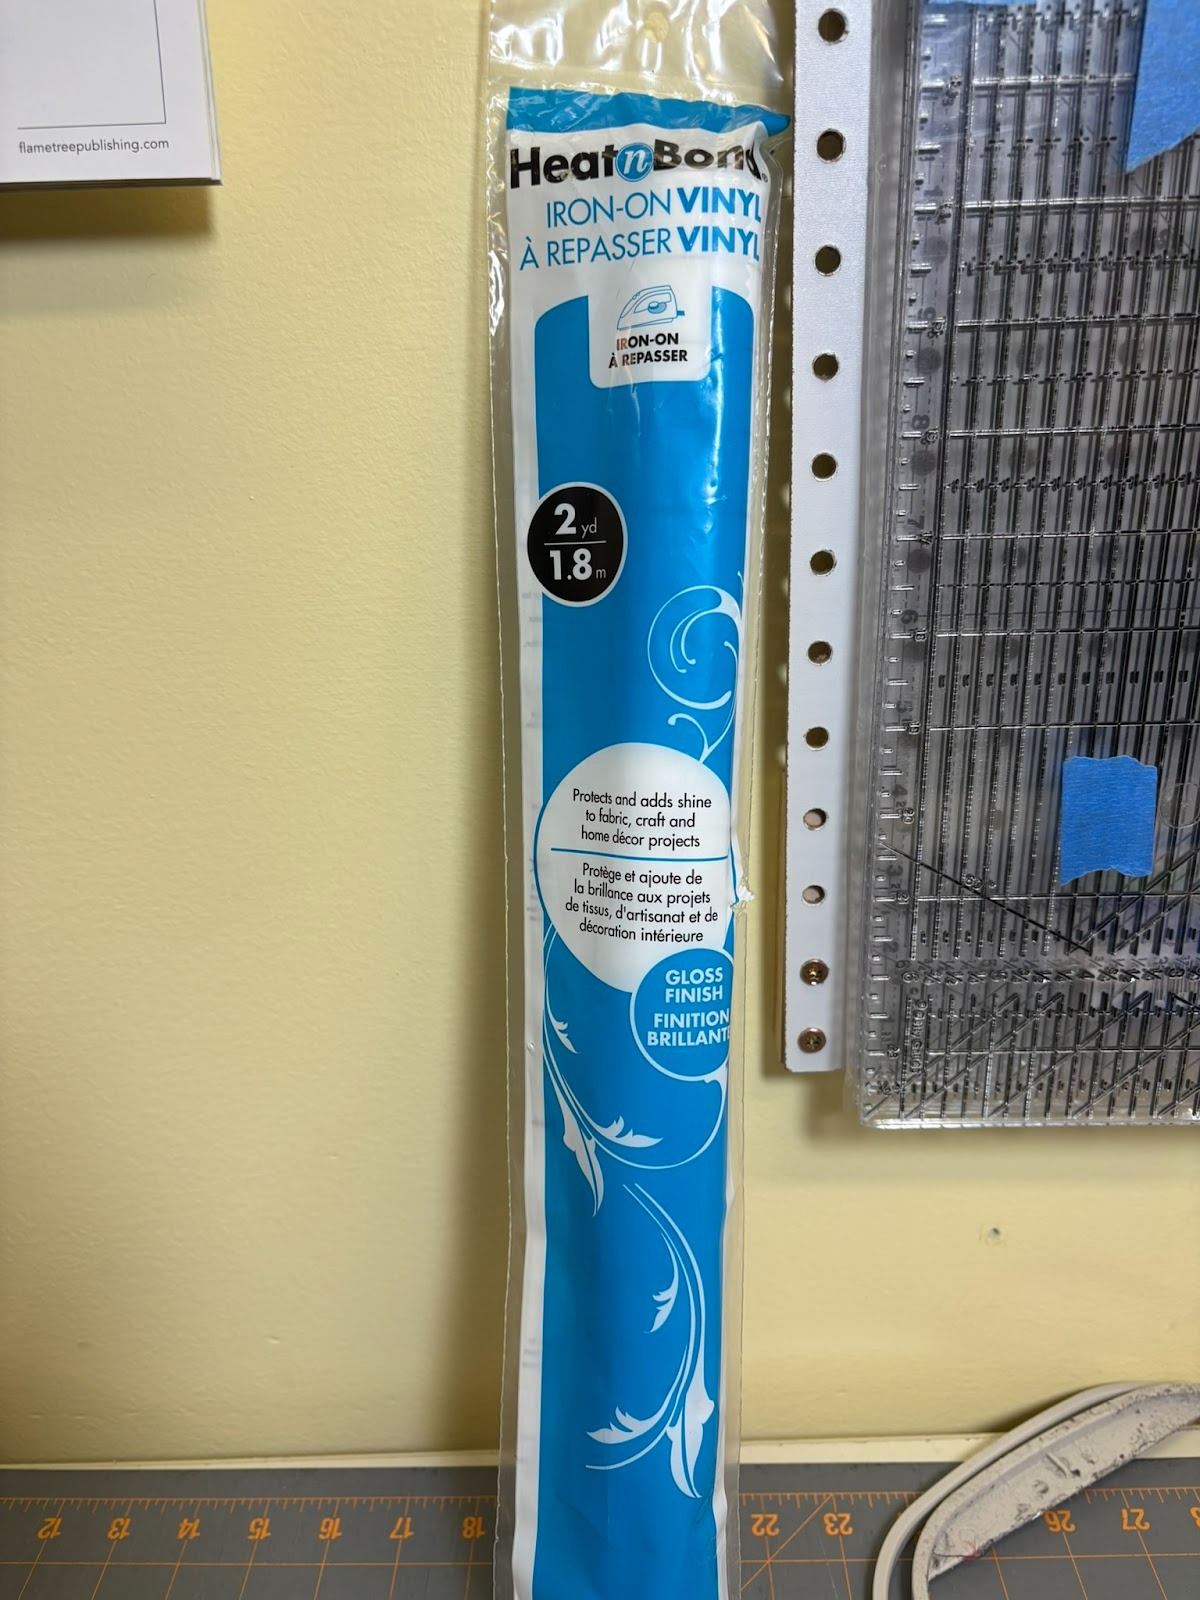 flametreepublishing.com
HeatnBond
IRON-ON VINYL
À REPASSER VINYL
IRON-ON
À REPASSER
2 yd
1.8 m
Protects and adds shine
to fabric, craft and
home décor projects
Protège et ajoute de
la brillance aux projets
de tissus, d'artisanat et de
décoration intérieure
GLOSS
FINISH
FINITION
BRILLANTE
12 13 14 15 16 17 18 22 23 26 27